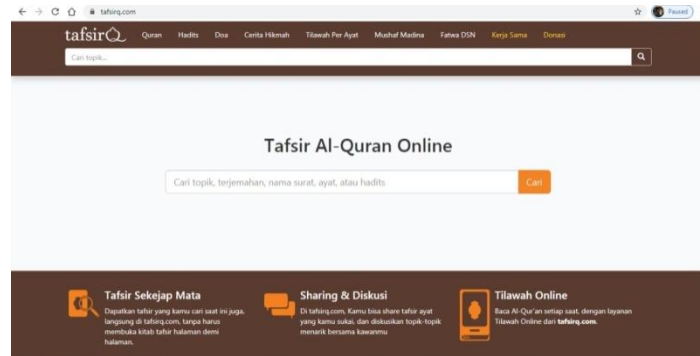 tafsirq.com
Paused
tafsirQ
Quran Hadits Doa Cerita Hikmah Tilawah Per Ayat Mushaf Madina Fatwa DSN Kerja Sama Donasi
Cari topik...
Tafsir Al-Quran Online
Cari topik, terjemahan, nama surat, ayat, atau hadits
Cari
Tafsir Sekejap Mata
Dapatkan tafsir yang kamu cari saat ini juga,
langsung di tafsirq.com, tanpa harus
membuka kitab tafsir halaman demi
halaman.
Sharing & Diskusi
Di tafsirq.com, Kamu bisa share tafsir ayat
yang kamu sukai, dan diskusikan topik-topik
menarik bersama kawanmu
Tilawah Online
Baca Al-Qur'an setiap saat, dengan layanan
Tilawah Online dari tafsirq.com.